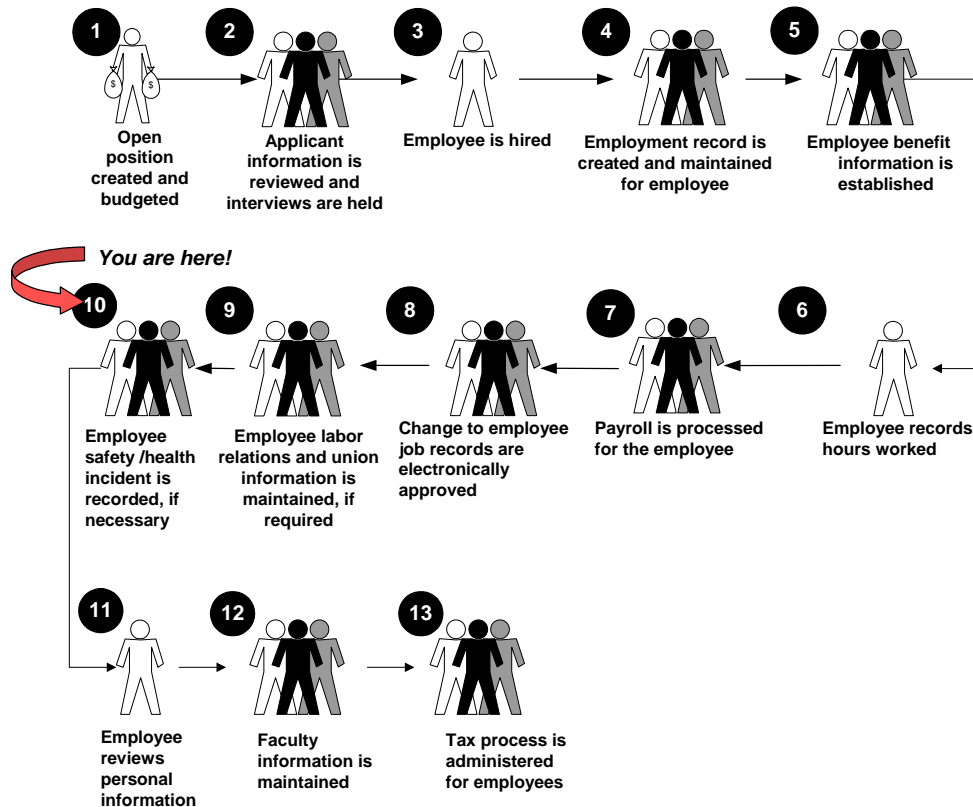 1
$ $
Open
position
created and
budgeted
2
Applicant
information is
reviewed and
interviews are held
3
Employee is hired
4
Employment record is
created and maintained
for employee
5
Employee benefit
information is
established
You are here!
10
Employee
safety /health
incident is
recorded, if
necessary
9
Employee labor
relations and union
information is
maintained, if
required
8
Change to employee
job records are
electronically
approved
7
Payroll is processed
for the employee
6
Employee records
hours worked
11
Employee
reviews
personal
information
12
Faculty
information is
maintained
13
Tax process is
administered
for employees